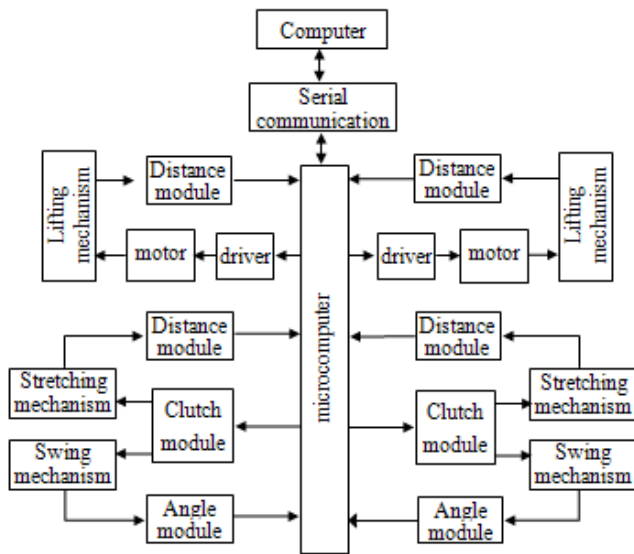 Computer
Serial
communication
Lifting
mechanism
Distance
module
Distance
module
Lifting
mechanism
motor
driver
microcomputer
driver
motor
Distance
module
Distance
module
Stretching
mechanism
Clutch
module
Clutch
module
Stretching
mechanism
Swing
mechanism
Swing
mechanism
Angle
module
Angle
module